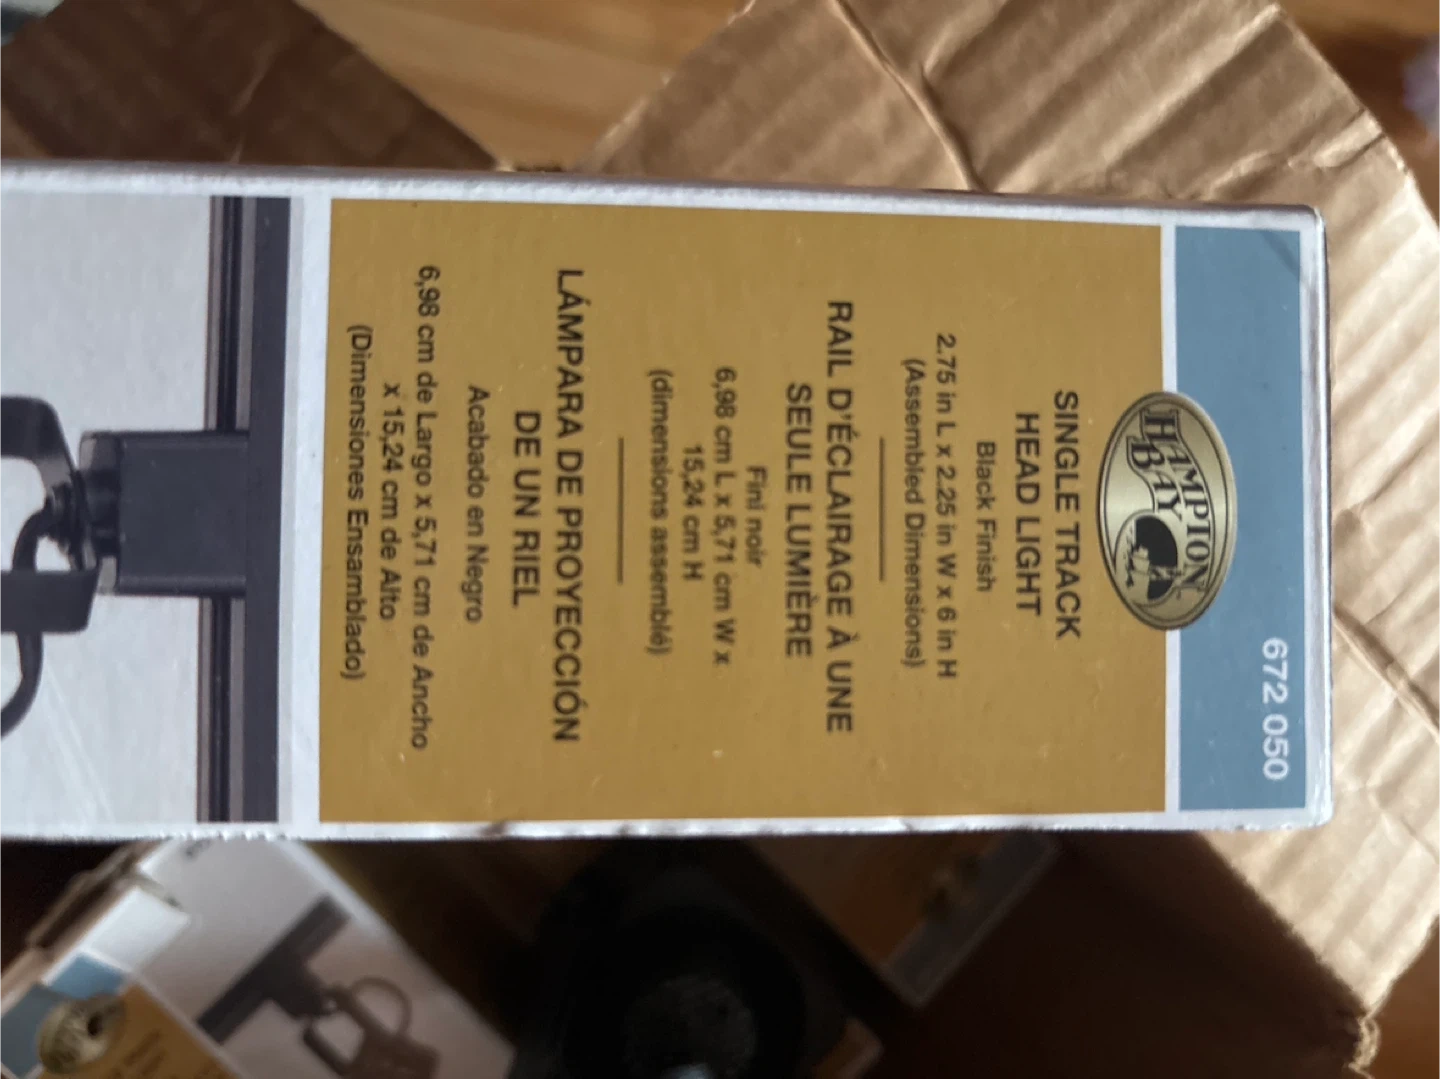 672 050
HAMPTON
BAY
SINGLE TRACK
HEAD LIGHT
Black Finish
2.75 in L x 2.25 in W x 6 in H
(Assembled Dimensions)
RAIL D'ÉCLAIRAGE À UNE
SEULE LUMIÈRE
Fini noir
6,98 cm L x 5,71 cm W x
15,24 cm H
(dimensions assemblé)
LÁMPARA DE PROYECCIÓN
DE UN RIEL
Acabado en Negro
6,98 cm de Largo x 5,71 cm de Ancho
x 15,24 cm de Alto
(Dimensiones Ensamblado)